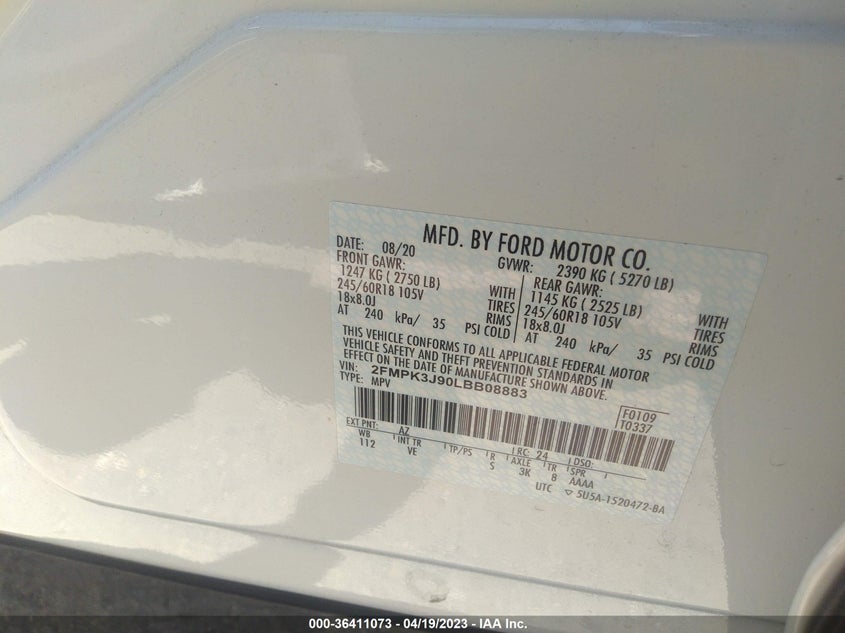 MFD. BY FORD MOTOR CO.
DATE: 08/20 GVWR: 2390 KG ( 5270 LB)
FRONT GAWR: REAR GAWR:
1247 KG ( 2750 LB) WITH 1145 KG ( 2525 LB) WITH
245/60R18 105V TIRES 245/60R18 105V TIRES
18x8.0J RIMS 18x8.0J RIMS
AT 240 kPa/ 35 PSI COLD AT 240 kPa/ 35 PSI COLD
THIS VEHICLE CONFORMS TO ALL APPLICABLE FEDERAL MOTOR
VEHICLE SAFETY AND THEFT PREVENTION STANDARDS IN
EFFECT ON THE DATE OF MANUFACTURE SHOWN ABOVE.
VIN: 2FMPK3J90LBB08883
TYPE: MPV
F0109
T0337
EXT PNT: AZ RC: 24 DSO:
WB INT TR TP/PS R AXLE TR SPR
112 VE S 3K 8 AAAA
UTC ▽ 5U5A-1520472-BA
000-36411073 - 04/19/2023 - IAA Inc.